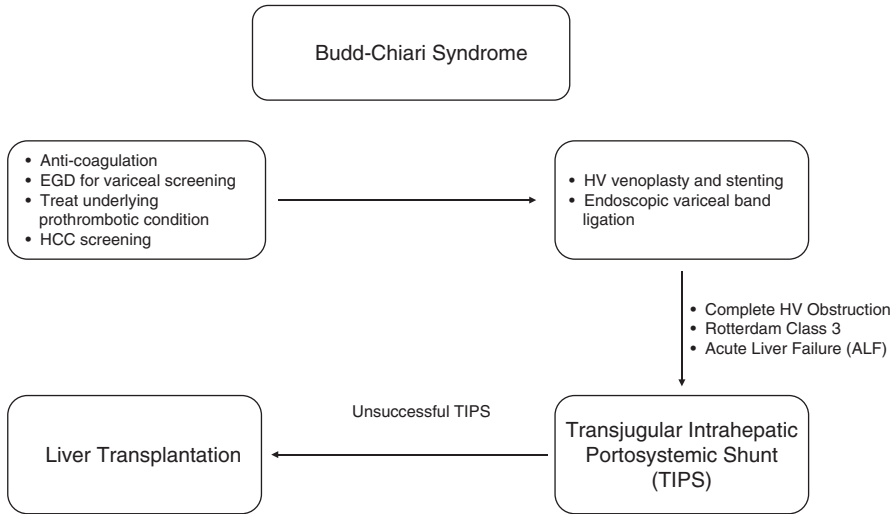 Budd-Chiari Syndrome
• Anti-coagulation
• EGD for variceal screening
• Treat underlying
prothrombotic condition
• HCC screening
• HV venoplasty and stenting
• Endoscopic variceal band
ligation
• Complete HV Obstruction
• Rotterdam Class 3
• Acute Liver Failure (ALF)
Transjugular Intrahepatic
Portosystemic Shunt
(TIPS)
Unsuccessful TIPS
Liver Transplantation